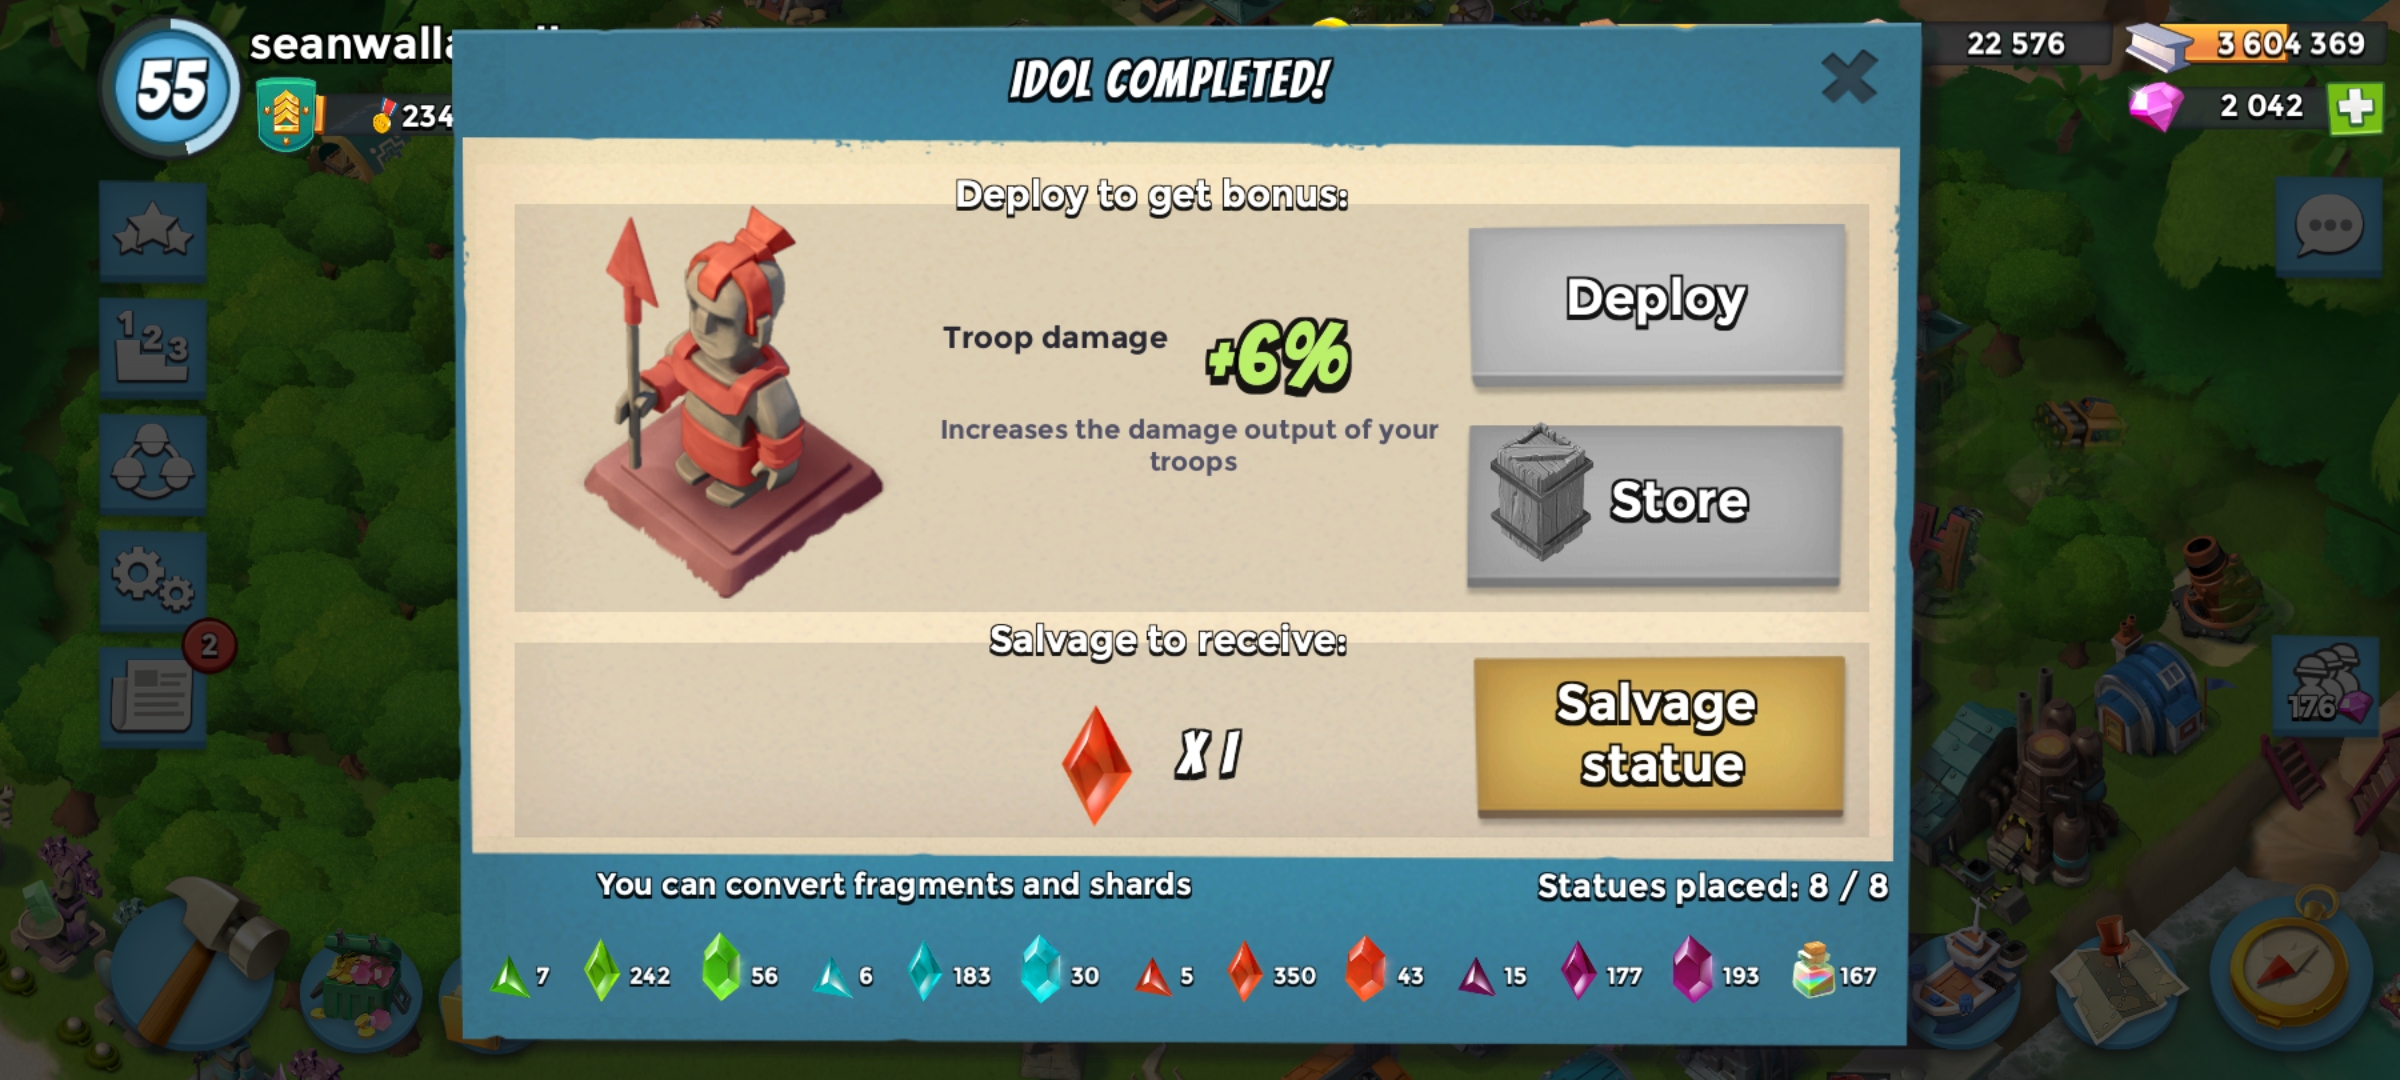 55
234
22 576
3 604 369
2 042
IDOL COMPLETED!
Deploy to get bonus:
Troop damage
+6%
Increases the damage output of your
troops
Deploy
Store
1 2 3
2
Salvage to receive:
X 1
Salvage
statue
176
You can convert fragments and shards
Statues placed: 8 / 8
7
242
56
6
183
30
5
350
43
15
177
193
167